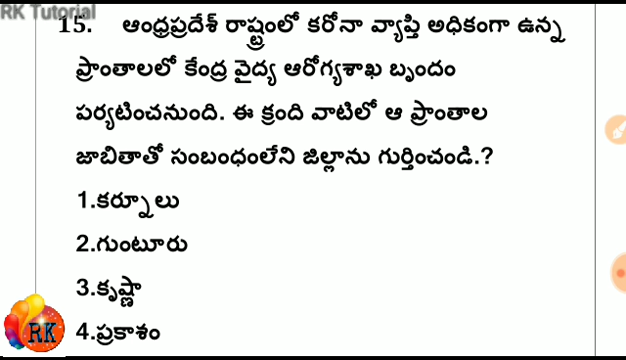 RK Tutorial
15. ఆంధ్రప్రదేశ్ రాష్ట్రంలో కరోనా వ్యాప్తి అధికంగా ఉన్న
ప్రాంతాలలో కేంద్ర వైద్య ఆరోగ్యశాఖ బృందం
పర్యటించనుంది. ఈ క్రంది వాటిలో ఆ ప్రాంతాల
జాబితాతో సంబంధంలేని జిల్లాను గుర్తించండి.?
1.కర్నూలు
2.గుంటూరు
3.కృష్ణా
4.ప్రకాశం
RK